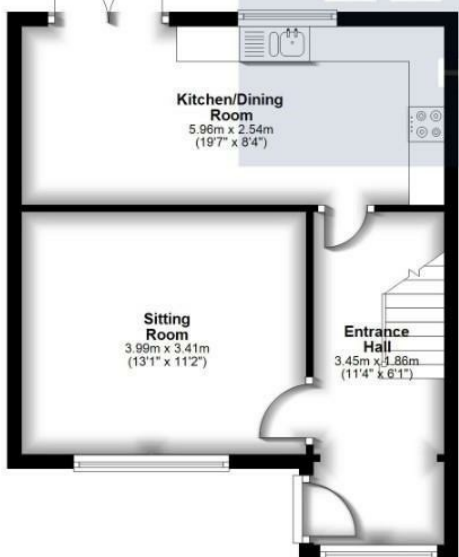 Kitchen/Dining
Room
5.96m x 2.54m
(19'7" x 8'4")
Sitting
Room
3.99m x 3.41m
(13'1" x 11'2")
Entrance
Hall
3.45m x 1.86m
(11'4" x 6'1")